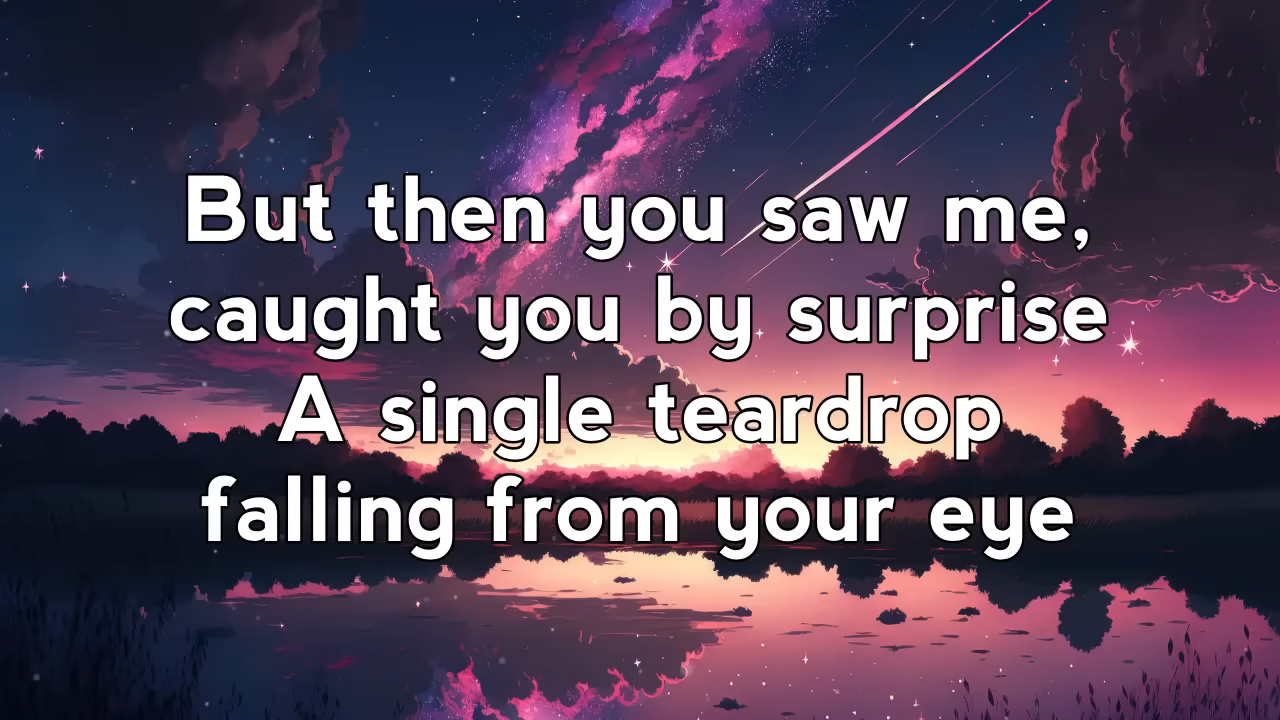 But then you saw me,
caught you by surprise
A single teardrop
falling from your eye